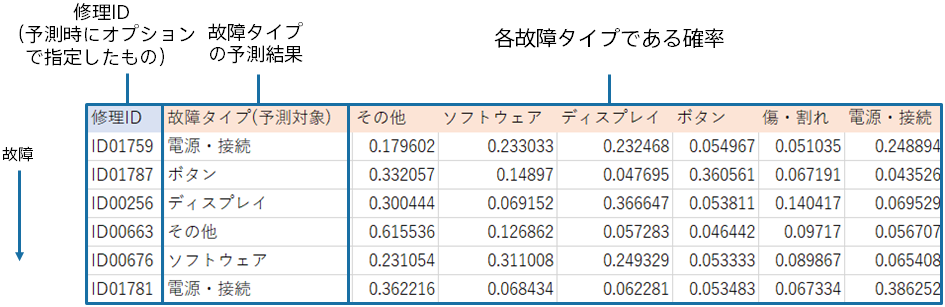 修理ID
(予測時にオプション
で指定したもの)
故障タイプ
の予測結果
各故障タイプである確率
故障
修理ID 故障タイプ(予測対象) その他 ソフトウェア ディスプレイ ボタン 傷・割れ 電源・接続
ID01759 電源・接続 0.179602 0.233033 0.232468 0.054967 0.051035 0.248894
ID01787 ボタン 0.332057 0.14897 0.047695 0.360561 0.067191 0.043526
ID00256 ディスプレイ 0.300444 0.069152 0.366647 0.053811 0.140417 0.069529
ID00663 その他 0.615536 0.126862 0.057283 0.046442 0.09717 0.056707
ID00676 ソフトウェア 0.231054 0.311008 0.249329 0.053333 0.089867 0.065408
ID01781 電源・接続 0.362216 0.068434 0.062281 0.053483 0.067334 0.386252